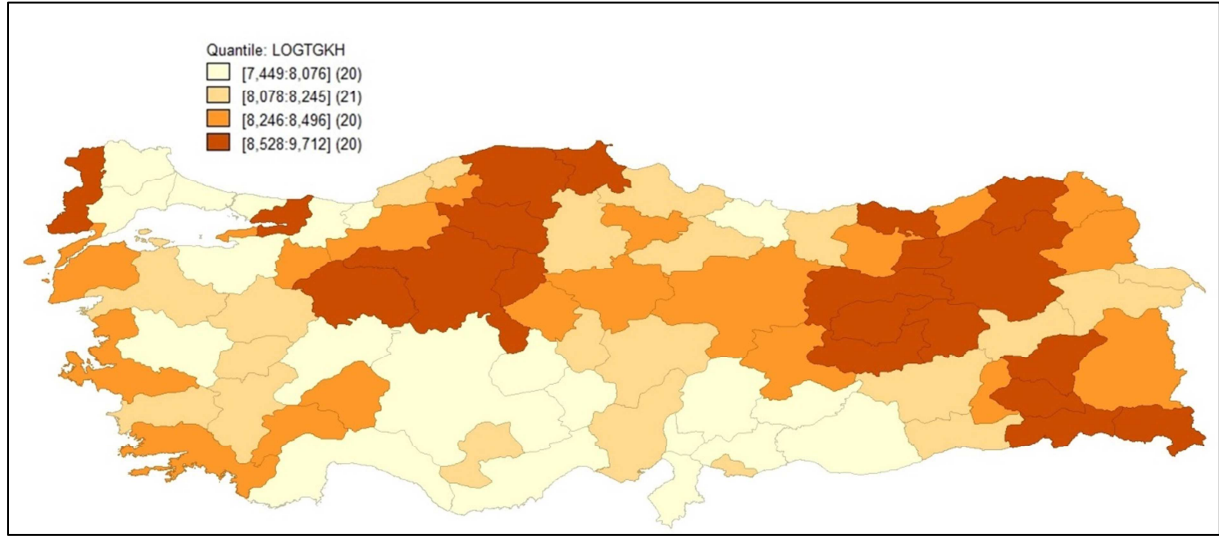 Quantile: LOGTGKH
[7,449:8,076] (20)
[8,078:8,245] (21)
[8,246:8,496] (20)
[8,528:9,712] (20)